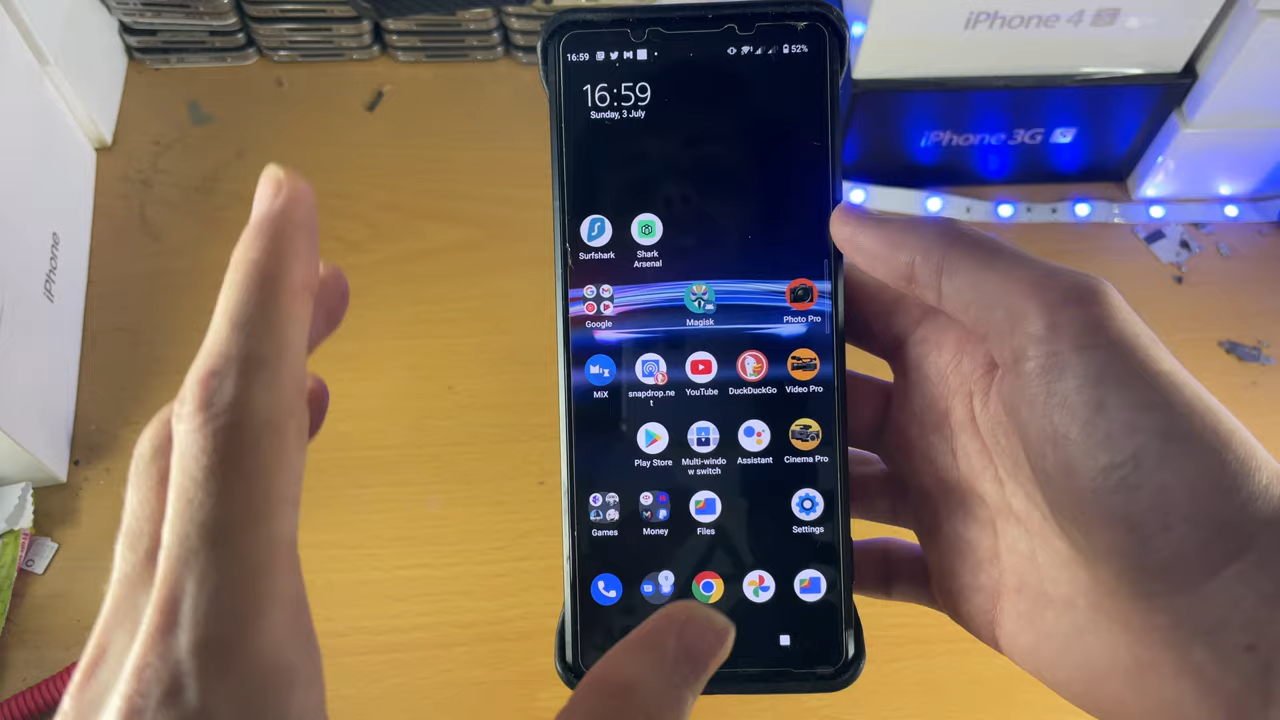 iPhone 4 S
iPhone 3G S
iPhone
16:59
52%
16:59
Sunday, 3 July
Surfshark
Shark
Arsenal
Google
Magisk
Photo Pro
MiX
MiX
snapdrop.ne
t
YouTube
DuckDuckGo
Video Pro
Play Store
Multi-windo
w switch
Assistant
Cinema Pro
Games
Money
Files
Settings
9